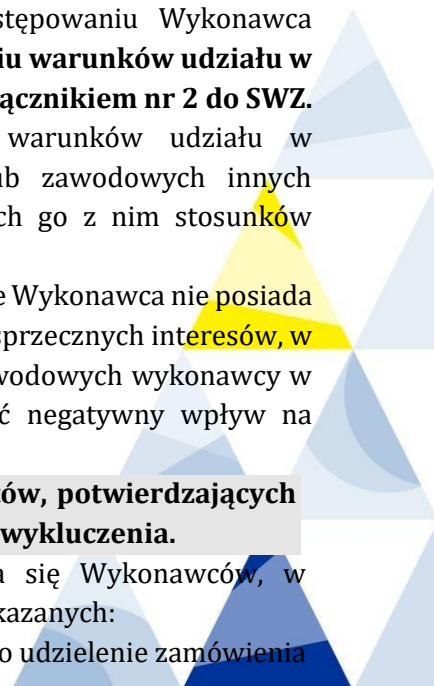 stępowaniu Wykonawca
iu warunków udziału w
ącznikiem nr 2 do SWZ.
warunków udziału w
ub zawodowych innych
ch go z nim stosunków
e Wykonawca nie posiada
sprzecznych interesów, w
wodowych wykonawcy w
ć negatywny wpływ na
tów, potwierdzających
wykluczenia.
a się Wykonawców, w
kazanych:
o udzielenie zamówienia